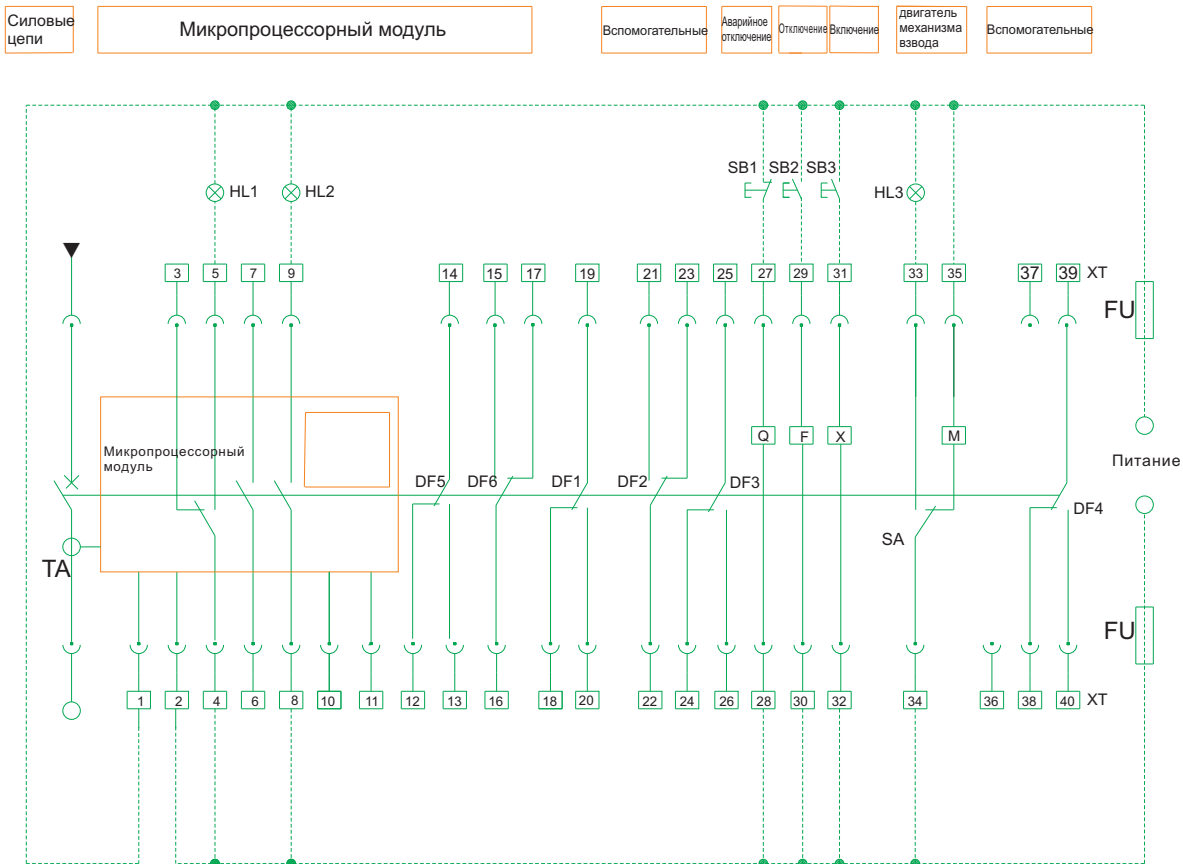 Силовые
цепи
Микропроцессорный модуль
Вспомогательные
Аварийное
отключение
Отключение
Включение
двигатель
механизма
взвода
Вспомогательные
SB1 SB2 SB3
HL1 HL2 HL3
3 5 7 9 14 15 17 19 21 23 25 27 29 31 33 35 37 39 XT
FU
Q F X M
Микропроцессорный
модуль
Питание
DF5 DF6 DF1 DF2 DF3
DF4
SA
TA
FU
1 2 4 6 8 10 11 12 13 16 18 20 22 24 26 28 30 32 34 36 38 40 XT